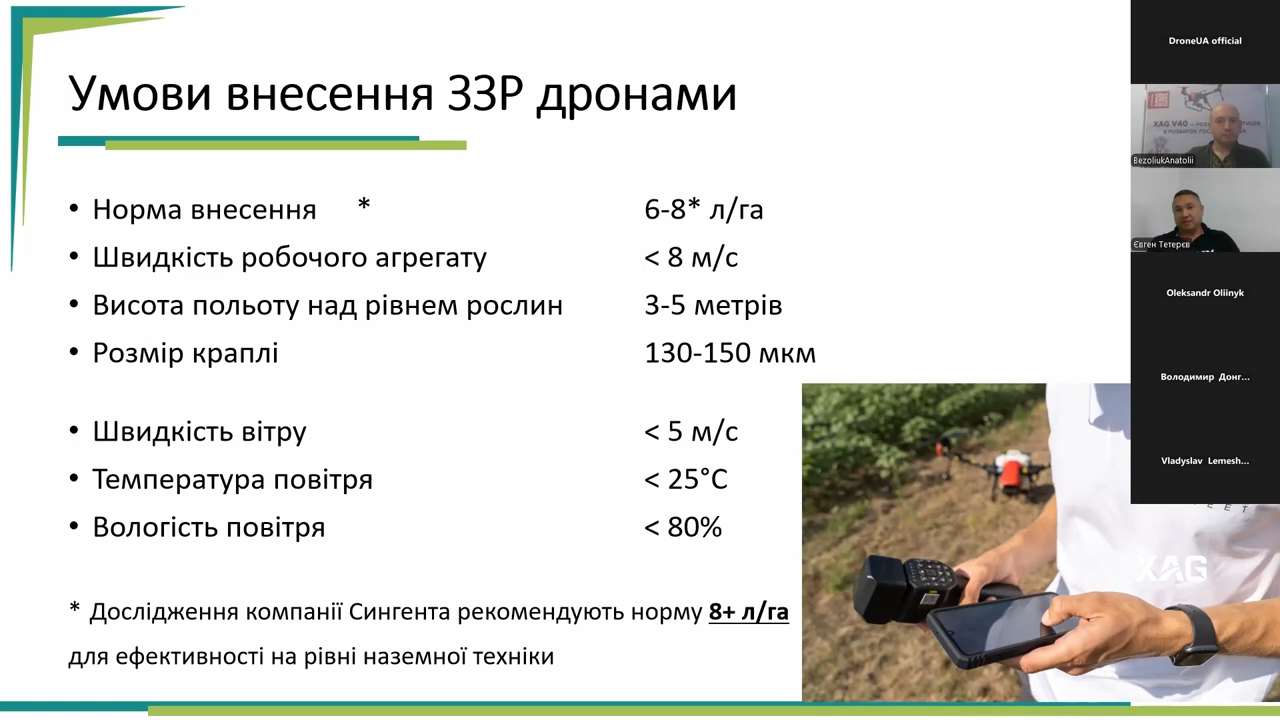 Умови внесення ЗЗР дронами
• Норма внесення * 6-8* л/га
• Швидкість робочого агрегату < 8 м/с
• Висота польоту над рівнем рослин 3-5 метрів
• Розмір краплі 130-150 мкм
• Швидкість вітру < 5 м/с
• Температура повітря < 25°C
• Вологість повітря < 80%
* Дослідження компанії Сингента рекомендують норму 8+ л/га
для ефективності на рівні наземної техніки
XAG
DroneUA official
XAG V40
BezoliukAnatolii
Євген Тетерєв
Oleksandr Oliinyk
Володимир Донг...
Vladyslav Lemesh...